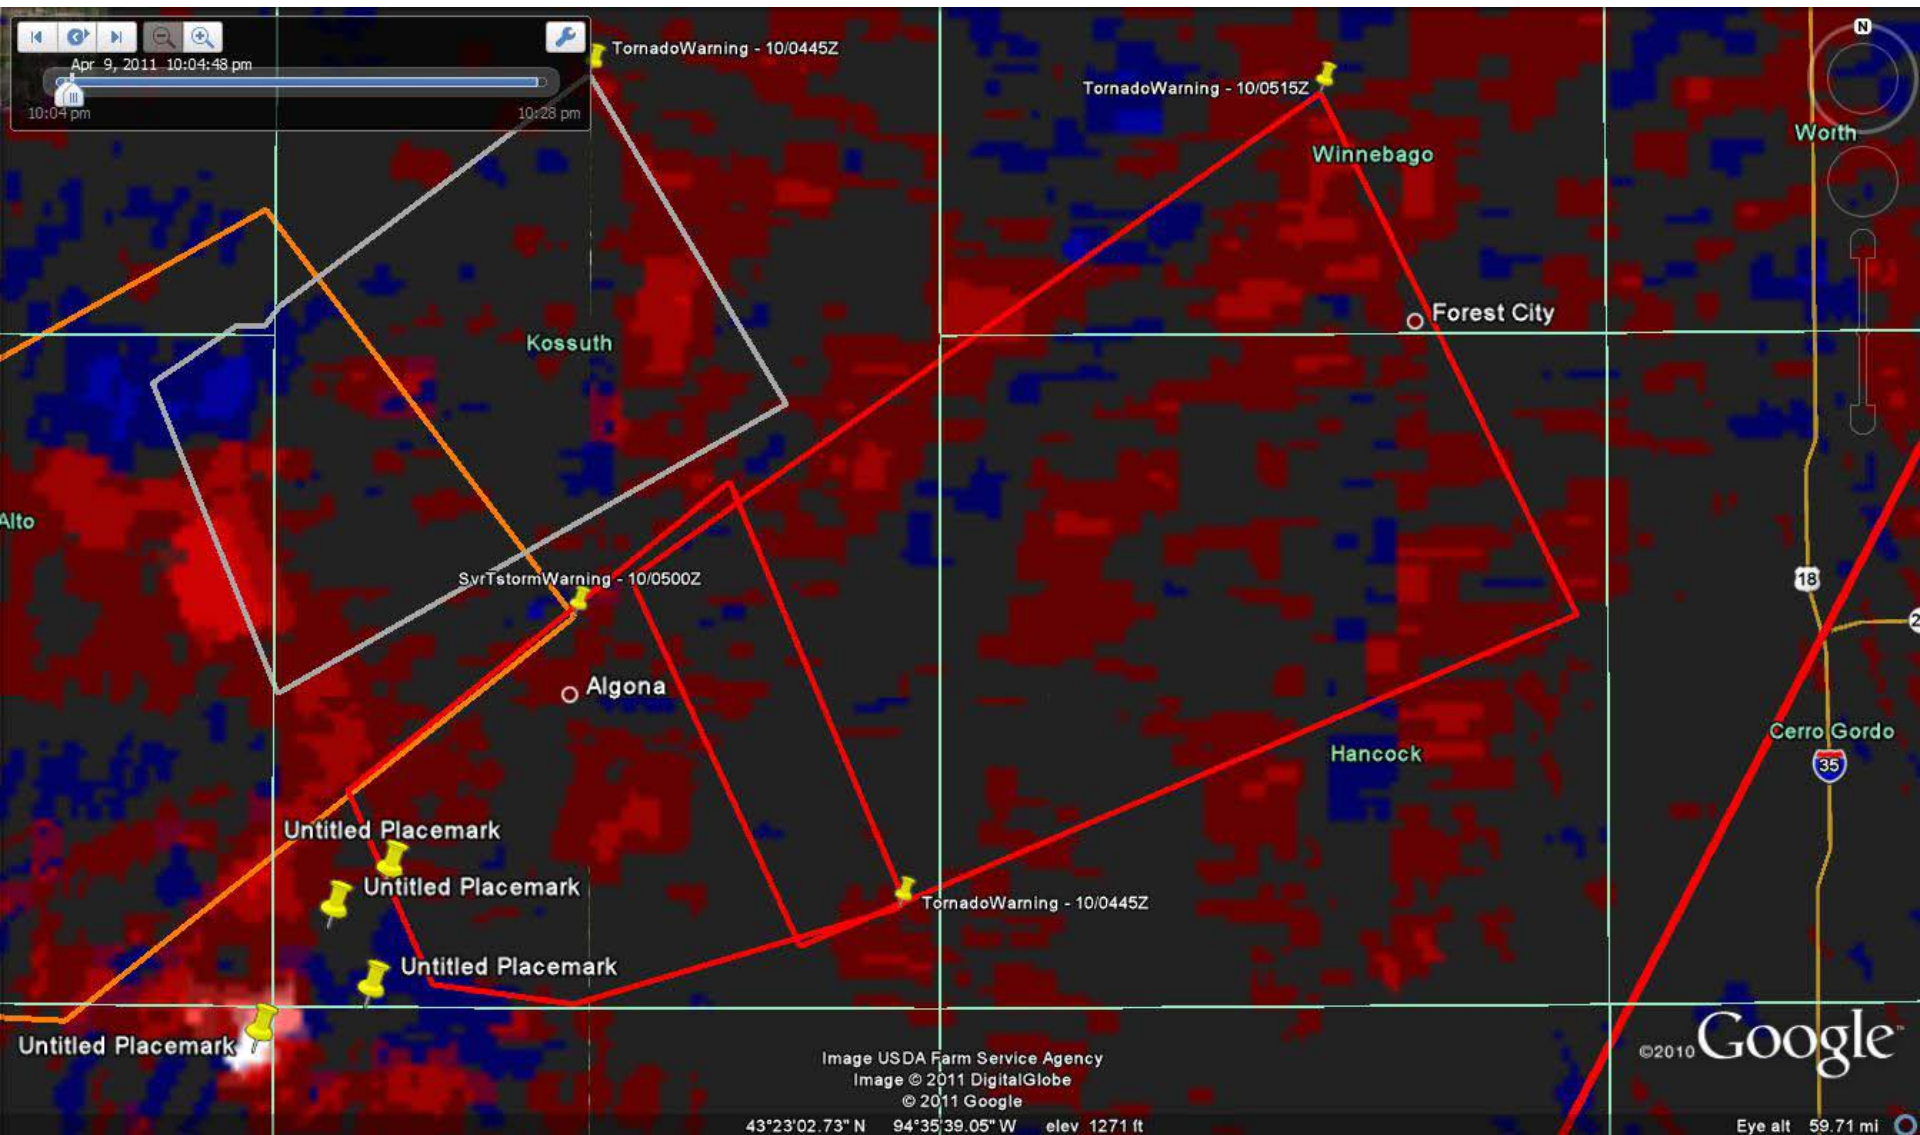 TornadoWarning - 10/0445Z
Apr 9, 2011 10:04:48 pm
10:04 pm
10:28 pm
N
TornadoWarning - 10/0515Z
Worth
Winnebago
Forest City
Kossuth
Alto
SvrTstormWarning - 10/0500Z
18
2
Algona
Cerro Gordo
Hancock
35
Untitled Placemark
Untitled Placemark
TornadoWarning - 10/0445Z
Untitled Placemark
Untitled Placemark
©2010 Google
Image USDA Farm Service Agency
Image © 2011 DigitalGlobe
© 2011 Google
43°23'02.73" N 94°35'39.05" W elev 1271 ft
Eye alt 59.71 mi